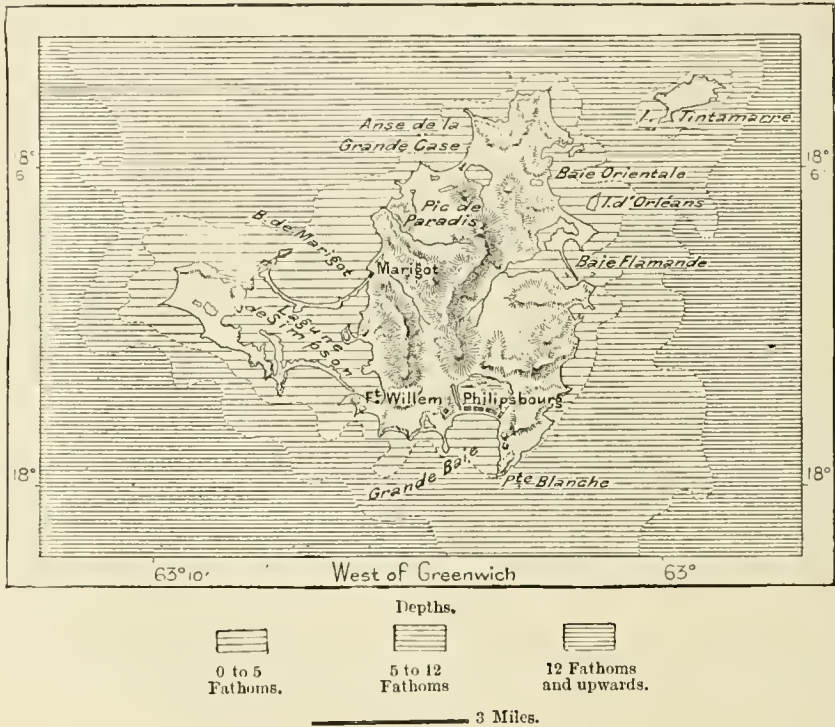 I. Tintamarre.
Anse de la
Grande Case
18°
6'
18°
6'
Baie Orientale
I. d'Orléans
Pic de
Paradis
B. de Marigot
Marigot
Baie Flamande
Lagune
de Simpson
Ft. Willem
Philipsbourg
Grande Baie
Pte Blanche
18°
18°
63°10'
West of Greenwich
63°
Depths.
0 to 5
Fathoms.
5 to 12
Fathoms
12 Fathoms
and upwards.
3 Miles.